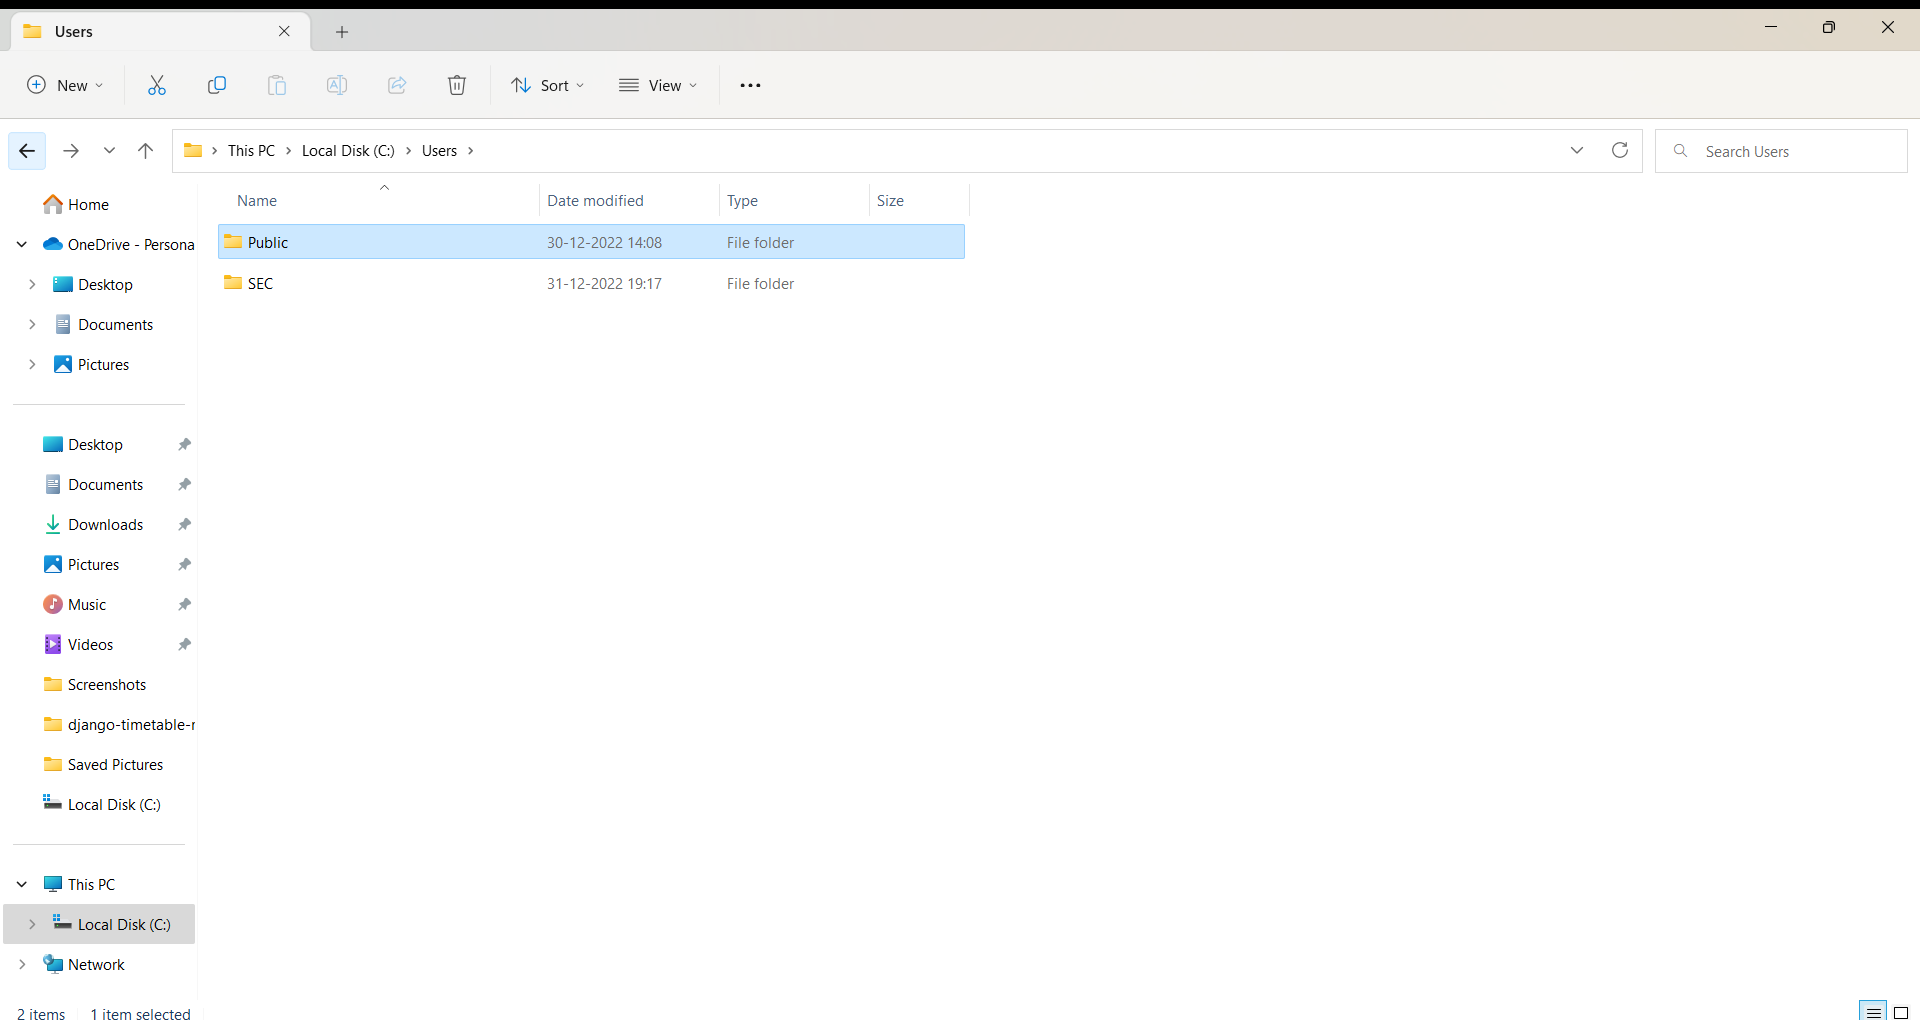 Users
New
Sort
View
This PC
Local Disk (C:)
Users
Search Users
Name
Date modified
Type
Size
Public 30-12-2022 14:08 File folder
SEC 31-12-2022 19:17 File folder
Home
OneDrive - Persona
Desktop
Documents
Pictures
Desktop
Documents
Downloads
Pictures
Music
Videos
Screenshots
django-timetable-r
Saved Pictures
Local Disk (C:)
This PC
Local Disk (C:)
Network
2 items 1 item selected